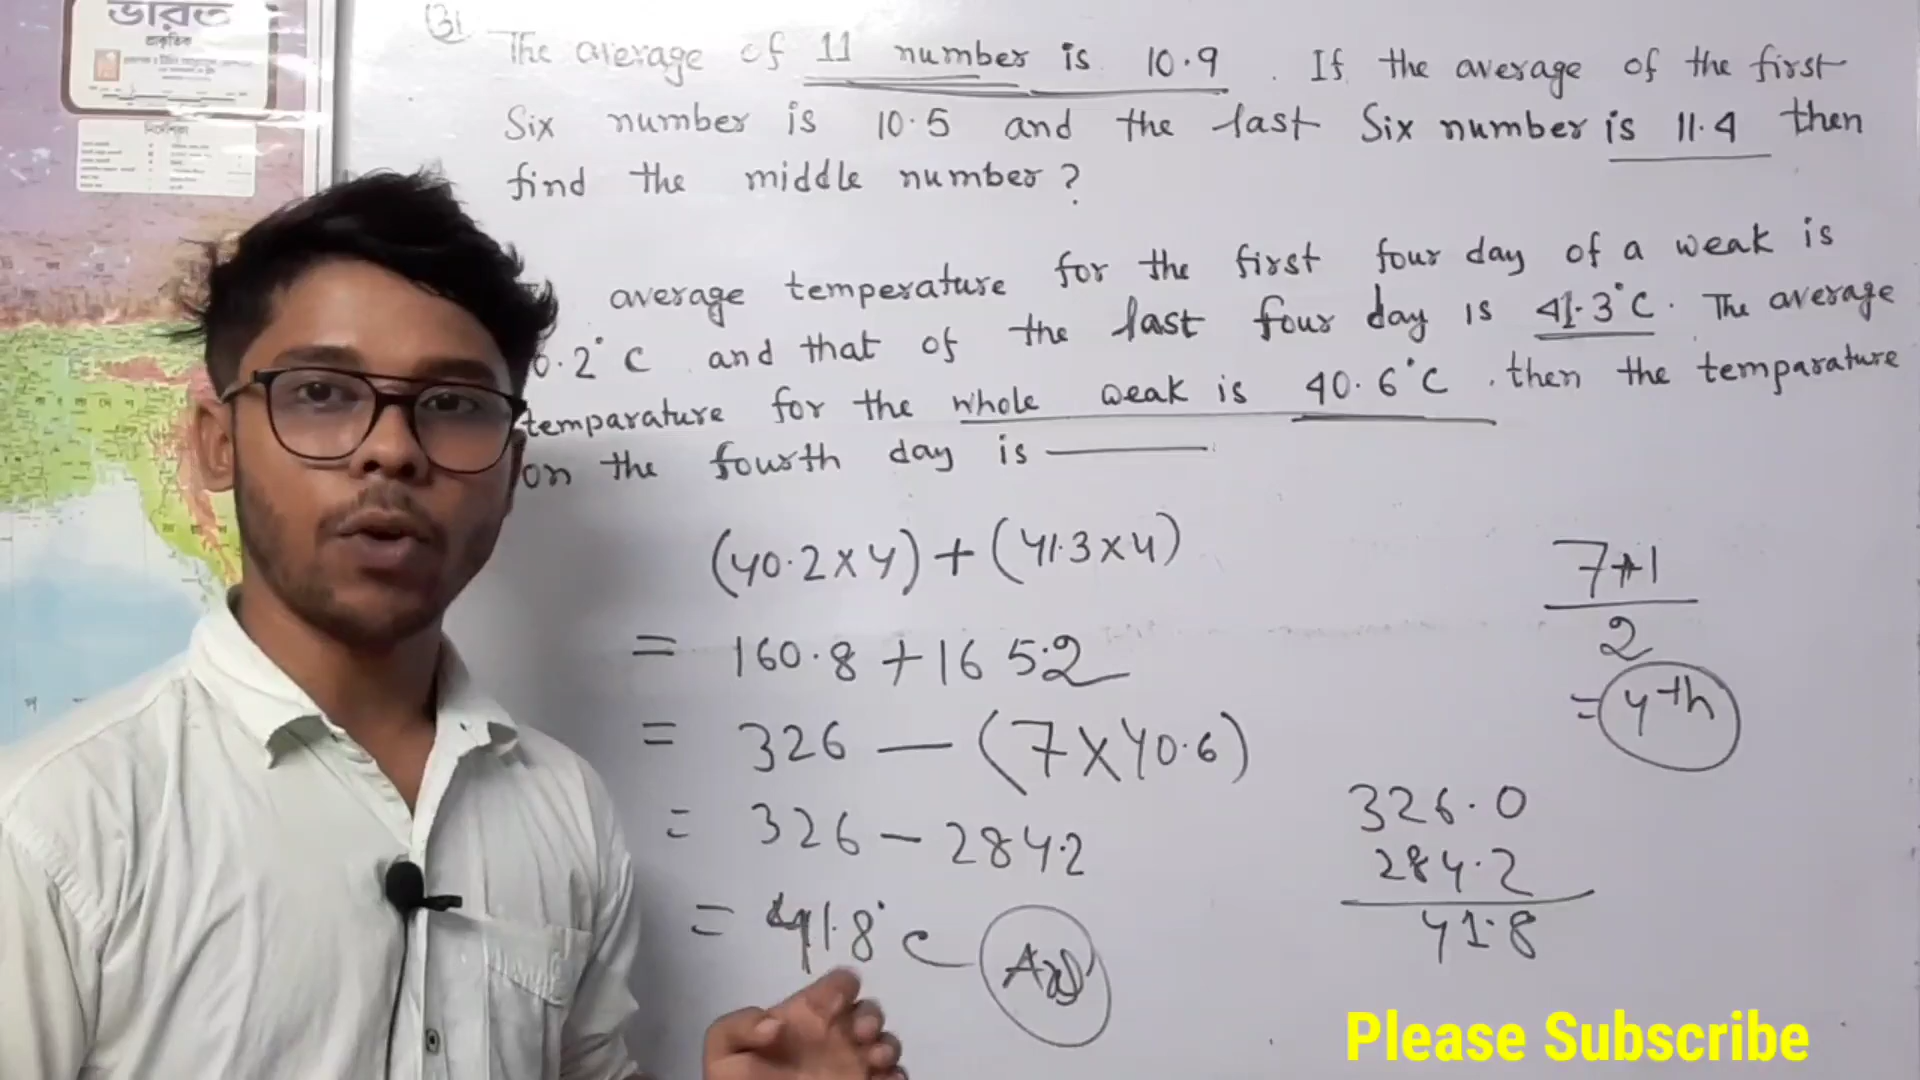 ভারত
প্রাকৃতিক
নির্দেশিকা
(3)
The average of 11 number is 10.9 . If the average of the first
Six number is 10.5 and the last Six number is 11.4 then
find the middle number ?
average temperature for the first four day of a weak is
0.2°C and that of the last four day is 41.3°C. The average
temparature for the whole weak is 40.6°C . then the temparature
on the fourth day is ———
(40.2 x 4) + (41.3 x 4)
= 160.8 + 165.2
= 326 — (7 x 40.6)
= 326 - 284.2
= 41.8°C Ans
7+1
2
= 4th
326.0
284.2
41.8
Please Subscribe